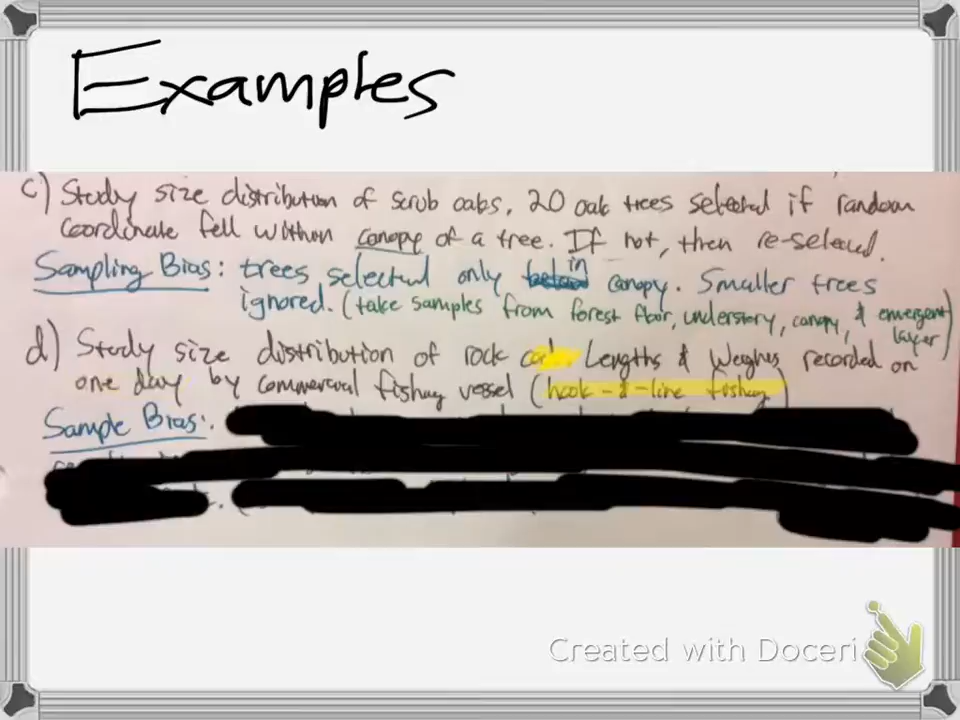 Examples
c) Study size distribution of scrub oaks. 20 oak trees selected if random
coordinate fell within canopy of a tree. If not, then re-selected.
Sampling Bias: trees selected only in canopy. Smaller trees
ignored. (take samples from forest floor, understory, canopy, & emergent
layer)
d) Study size distribution of rock Lengths & Weighs recorded on
one day by commercial fishing vessel (hook-&-line fishing)
Sample Bias:
Created with Doceri